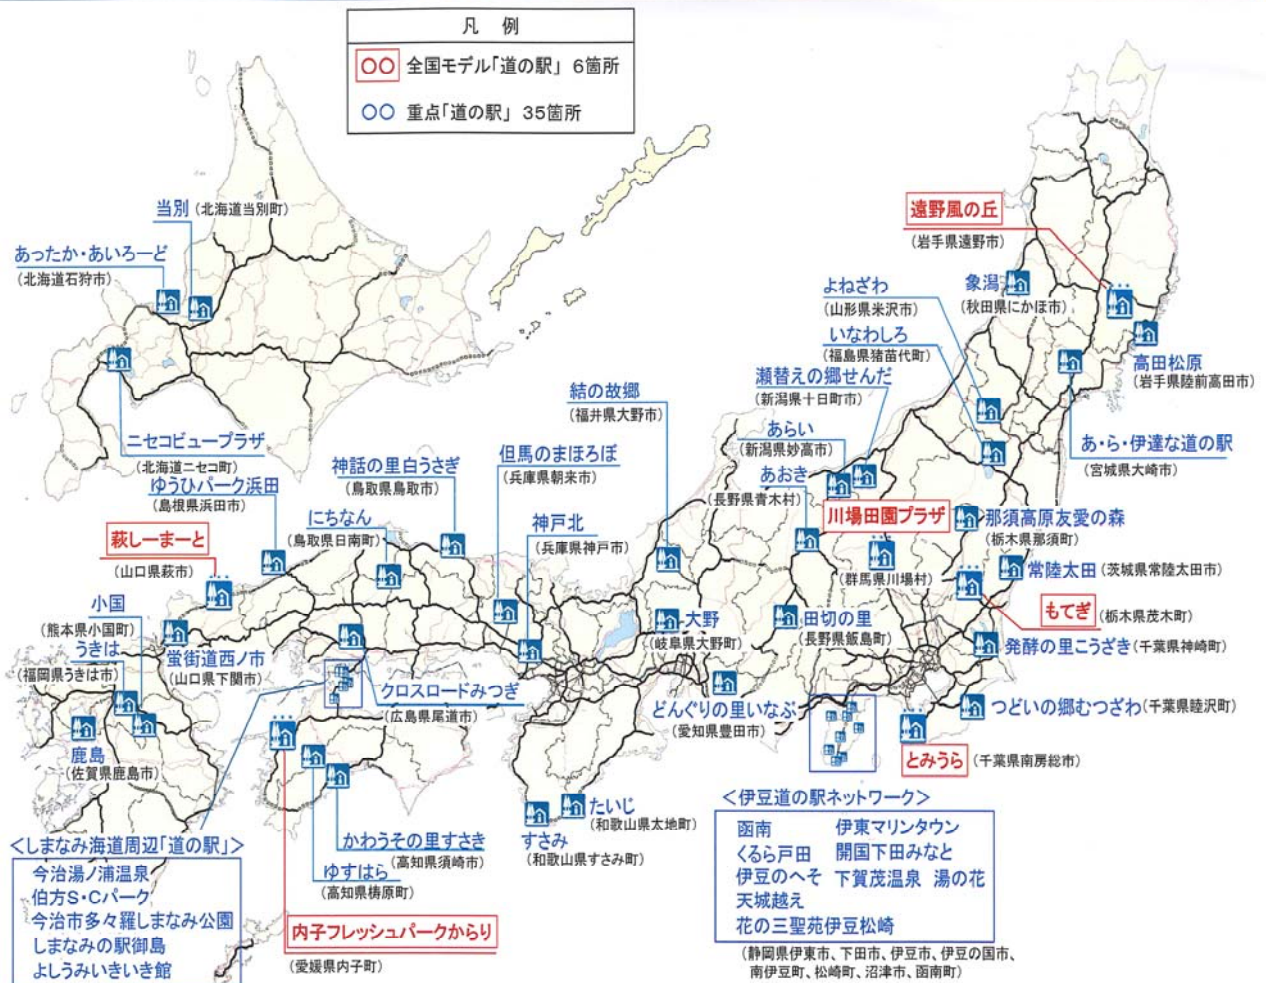 凡 例
○○ 全国モデル「道の駅」 6箇所
○○ 重点「道の駅」 35箇所
当別 (北海道当別町)
あったか・あいろーど
(北海道石狩市)
ニセコビュープラザ
(北海道ニセコ町)
遠野風の丘
(岩手県遠野市)
象潟
(秋田県にかほ市)
高田松原
(岩手県陸前高田市)
よねざわ
(山形県米沢市)
いなわしろ
(福島県猪苗代町)
瀬替えの郷せんだ
(新潟県十日町市)
あ・ら・伊達な道の駅
(宮城県大崎市)
結の故郷
(福井県大野市)
あらい
(新潟県妙高市)
あおき
(長野県青木村)
川場田園プラザ
(群馬県川場村)
那須高原友愛の森
(栃木県那須町)
常陸太田 (茨城県常陸太田市)
もてぎ (栃木県茂木町)
発酵の里こうざき (千葉県神崎町)
つどいの郷むつざわ (千葉県睦沢町)
とみうら (千葉県南房総市)
ゆうひパーク浜田
(島根県浜田市)
神話の里白うさぎ
(鳥取県鳥取市)
但馬のまほろば
(兵庫県朝来市)
にちなん
(鳥取県日南町)
神戸北
(兵庫県神戸市)
萩しーまーと
(山口県萩市)
小国
(熊本県小国町)
うきは
(福岡県うきは市)
蛍街道西ノ市
(山口県下関市)
鹿島
(佐賀県鹿島市)
クロスロードみつぎ
(広島県尾道市)
大野
(岐阜県大野町)
田切の里
(長野県飯島町)
どんぐりの里いなぶ
(愛知県豊田市)
たいじ
(和歌山県太地町)
すさみ
(和歌山県すさみ町)
かわうその里すさき
(高知県須崎市)
ゆすはら
(高知県梼原町)
内子フレッシュパークからり
(愛媛県内子町)
<しまなみ海道周辺「道の駅」>
今治湯ノ浦温泉
伯方S・Cパーク
今治市多々羅しまなみ公園
しまなみの駅御島
よしうみいきいき館
<伊豆道の駅ネットワーク>
函南 伊東マリンタウン
くるら戸田 開国下田みなと
伊豆のへそ 下賀茂温泉 湯の花
天城越え
花の三聖苑伊豆松崎
(静岡県伊東市、下田市、伊豆市、伊豆の国市、
南伊豆町、松崎町、沼津市、函南町)